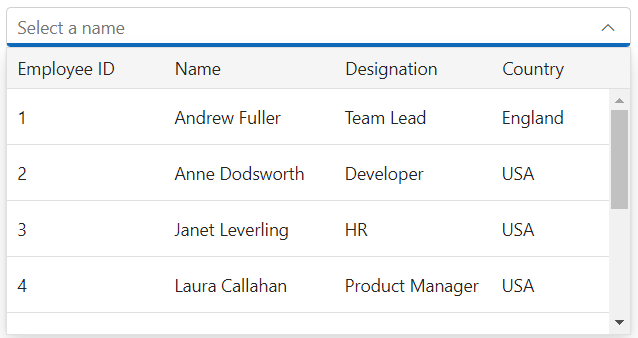 Select a name
Employee ID Name Designation Country
1 Andrew Fuller Team Lead England
2 Anne Dodsworth Developer USA
3 Janet Leverling HR USA
4 Laura Callahan Product Manager USA